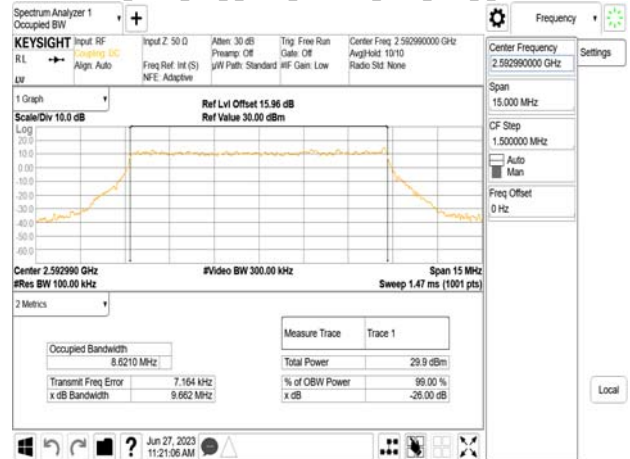 Spectrum Analyzer 1
Occupied BW
Frequency
KEYSIGHT
Input: RF
Coupling: DC
Align: Auto
Input Z: 50 Ω
Freq Ref: Int (S)
NFE: Adaptive
Atten: 30 dB
Preamp: Off
µW Path: Standard
Trig: Free Run
Gate: Off
#IF Gain: Low
Center Freq: 2.592990000 GHz
Avg|Hold: 10/10
Radio Std: None
RL
LV
Center Frequency
2.592990000 GHz
Settings
Span
15.000 MHz
CF Step
1.500000 MHz
Auto
Man
Freq Offset
0 Hz
Local
1 Graph
Scale/Div 10.0 dB
Ref Lvl Offset 15.96 dB
Ref Value 30.00 dBm
Log
20.0
10.0
0.00
-10.0
-20.0
-30.0
-40.0
-50.0
-60.0
Center 2.592990 GHz
#Res BW 100.00 kHz
#Video BW 300.00 kHz
Span 15 MHz
Sweep 1.47 ms (1001 pts)
2 Metrics
Measure Trace
Trace 1
Occupied Bandwidth
8.6210 MHz
Total Power
29.9 dBm
Transmit Freq Error
7.164 kHz
% of OBW Power
99.00 %
x dB Bandwidth
9.662 MHz
x dB
-26.00 dB
Jun 27, 2023
11:21:06 AM